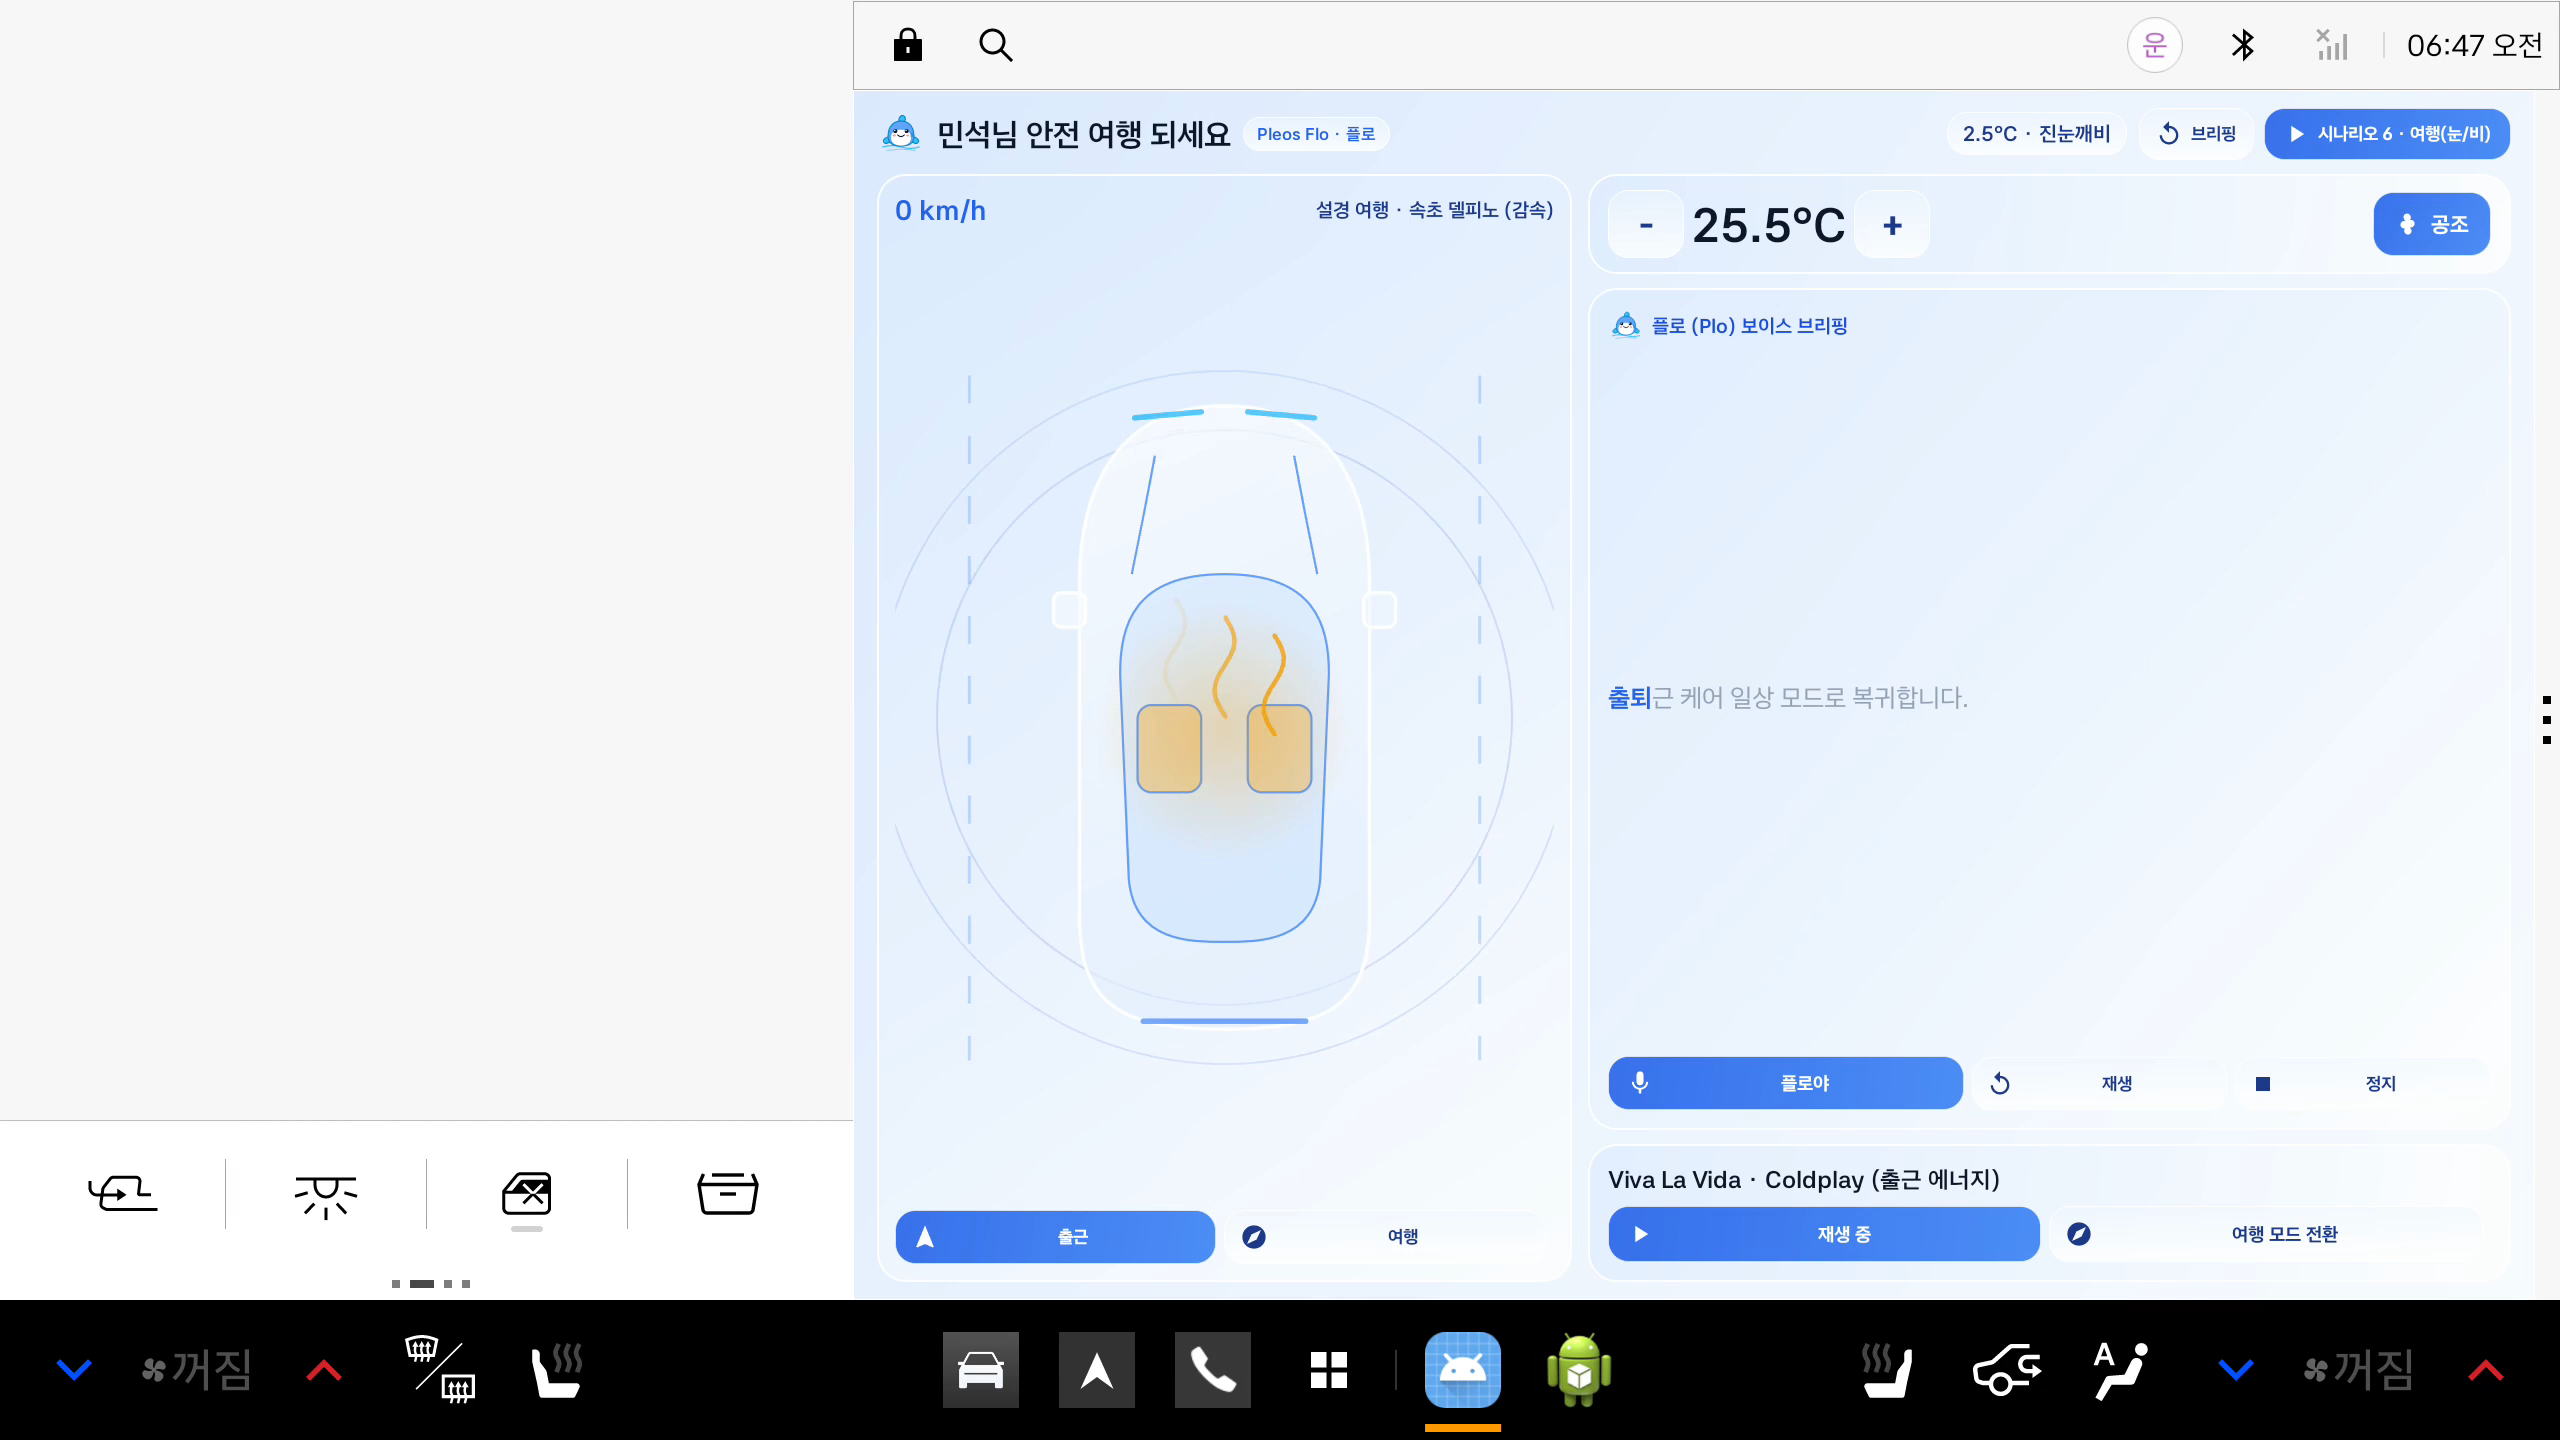 운
06:47 오전
민석님 안전 여행 되세요
Pleos Flo · 플로
2.5°C · 진눈깨비
브리핑
시나리오 6 · 여행(눈/비)
0 km/h
설경 여행 · 속초 델피노 (감속)
- 25.5°C +
공조
플로 (Plo) 보이스 브리핑
출퇴근 케어 일상 모드로 복귀합니다.
플로야
재생
정지
출근
여행
Viva La Vida · Coldplay (출근 에너지)
재생 중
여행 모드 전환
꺼짐
A
꺼짐